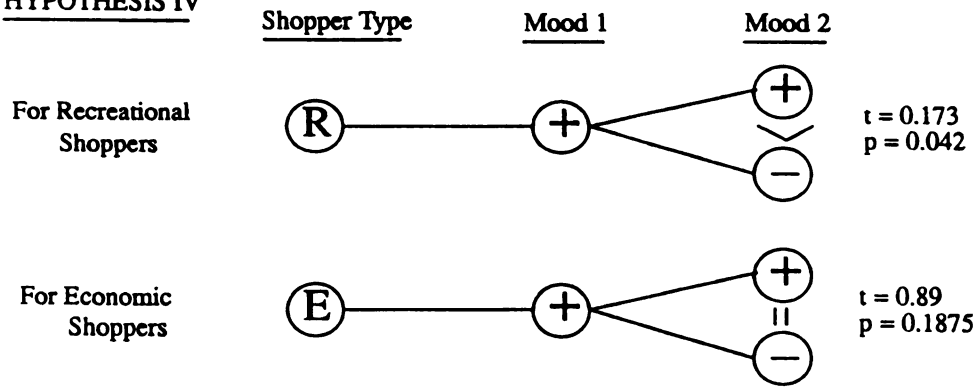 HYPOTHESIS IV
Shopper Type Mood 1 Mood 2
For Recreational
Shoppers
R + +
−
t = 0.173
p = 0.042
For Economic
Shoppers
E + +
=
−
t = 0.89
p = 0.1875